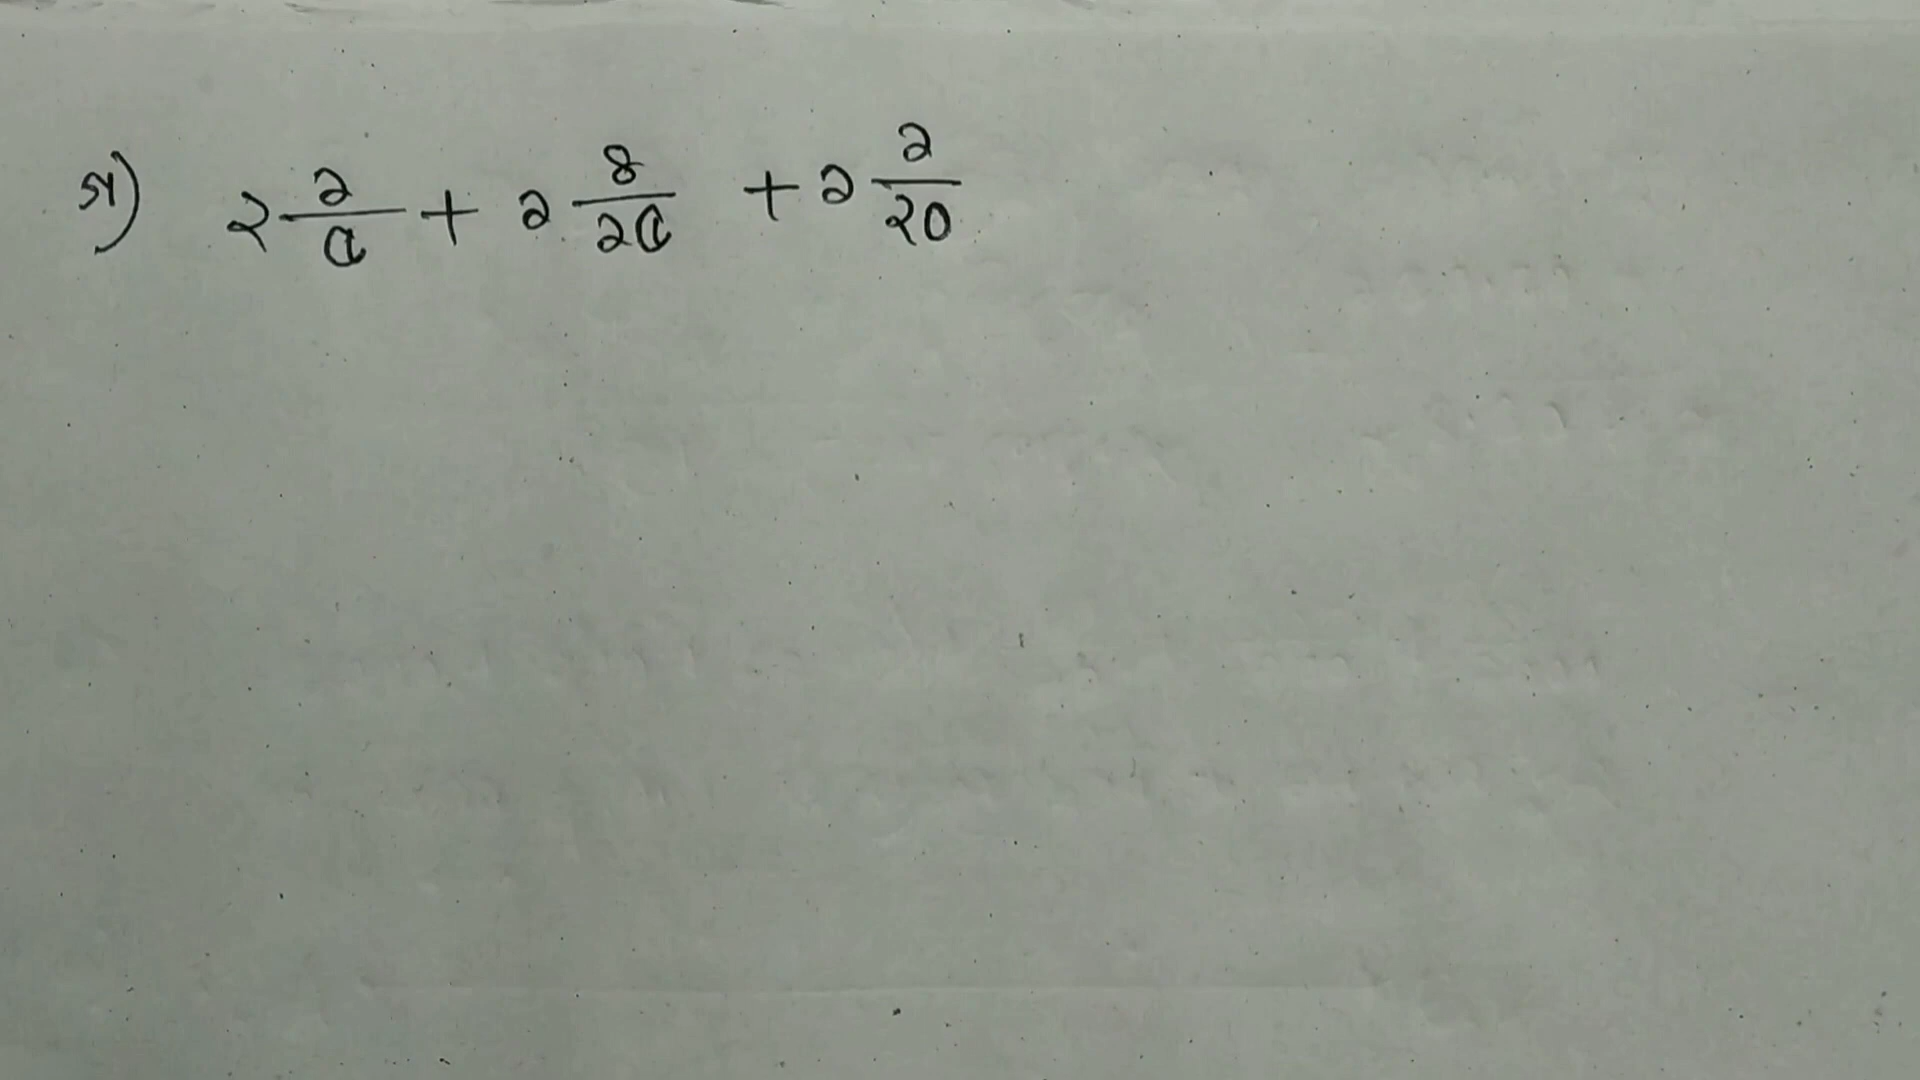 গ) ২ ১/৫ + ১ ৪/১৫ + ১ ১/২০